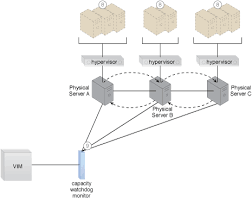 hypervisor
hypervisor
hypervisor
Physical
Server A
Physical
Server B
Physical
Server C
VIM
capacity
watchdog
monitor